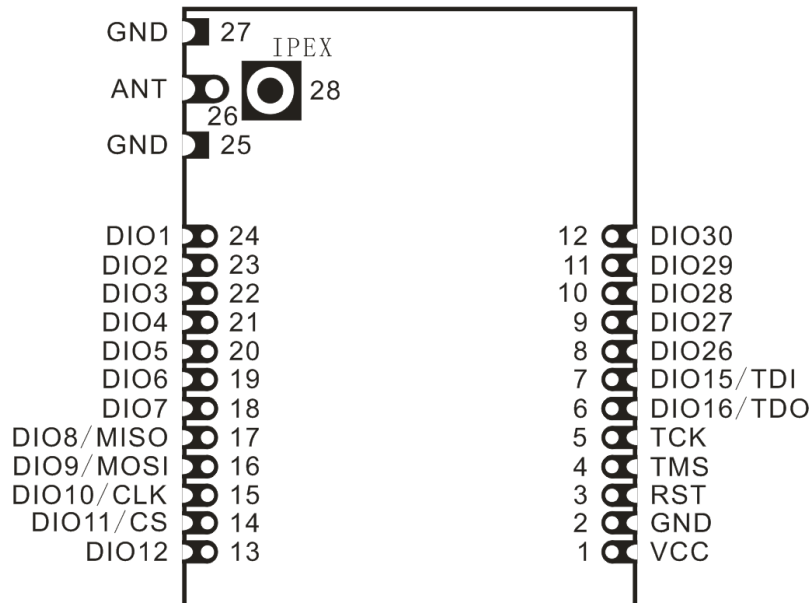 GND 27
IPEX
ANT 28
26
GND 25
DIO1 24 12 DIO30
DIO2 23 11 DIO29
DIO3 22 10 DIO28
DIO4 21 9 DIO27
DIO5 20 8 DIO26
DIO6 19 7 DIO15/TDI
DIO7 18 6 DIO16/TDO
DIO8/MISO 17 5 TCK
DIO9/MOSI 16 4 TMS
DIO10/CLK 15 3 RST
DIO11/CS 14 2 GND
DIO12 13 1 VCC